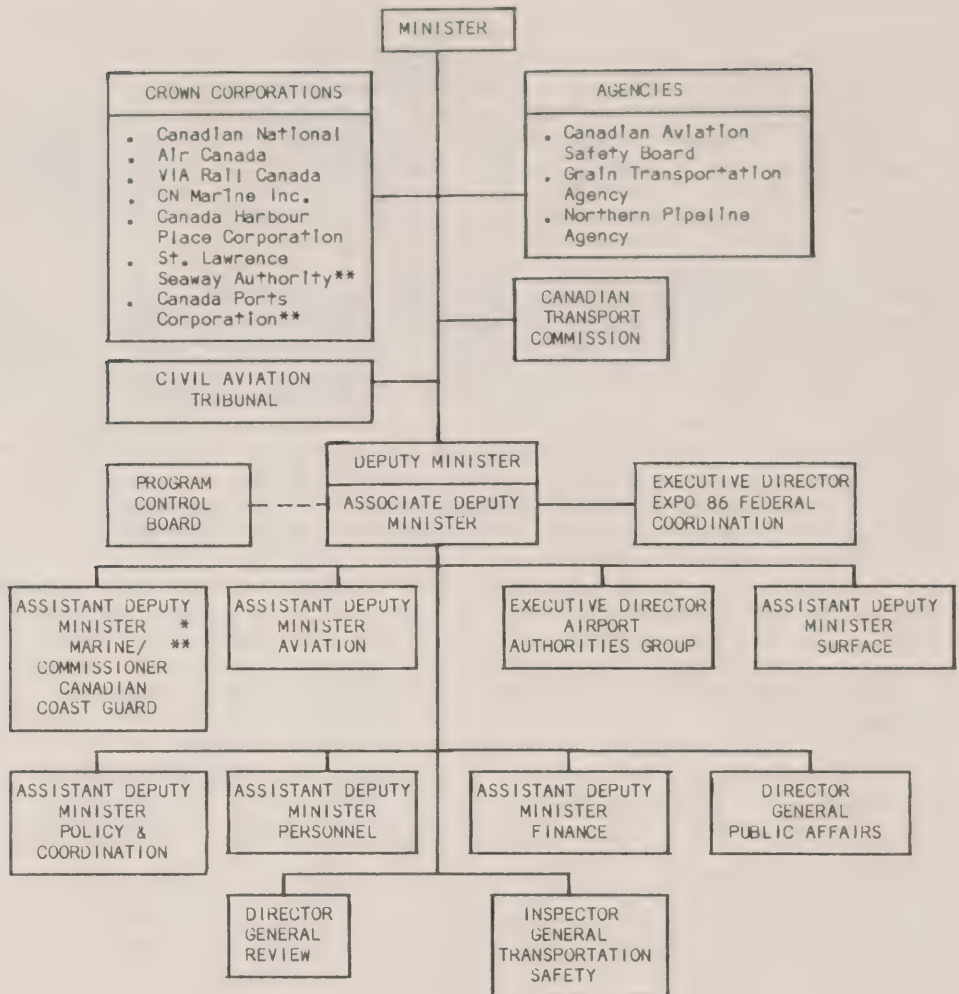 MINISTER
CROWN CORPORATIONS
. Canadian National
. Air Canada
. VIA Rail Canada
. CN Marine Inc.
. Canada Harbour
Place Corporation
. St. Lawrence
Seaway Authority**
. Canada Ports
Corporation**
AGENCIES
. Canadian Aviation
Safety Board
. Grain Transportation
Agency
. Northern Pipeline
Agency
CANADIAN
TRANSPORT
COMMISSION
CIVIL AVIATION
TRIBUNAL
DEPUTY MINISTER
ASSOCIATE DEPUTY
MINISTER
PROGRAM
CONTROL
BOARD
EXECUTIVE DIRECTOR
EXPO 86 FEDERAL
COORDINATION
ASSISTANT DEPUTY
MINISTER *
MARINE/ **
COMMISSIONER
CANADIAN
COAST GUARD
ASSISTANT DEPUTY
MINISTER
AVIATION
EXECUTIVE DIRECTOR
AIRPORT
AUTHORITIES GROUP
ASSISTANT DEPUTY
MINISTER
SURFACE
ASSISTANT DEPUTY
MINISTER
POLICY &
COORDINATION
ASSISTANT DEPUTY
MINISTER
PERSONNEL
ASSISTANT DEPUTY
MINISTER
FINANCE
DIRECTOR
GENERAL
PUBLIC AFFAIRS
DIRECTOR
GENERAL
REVIEW
INSPECTOR
GENERAL
TRANSPORTATION
SAFETY